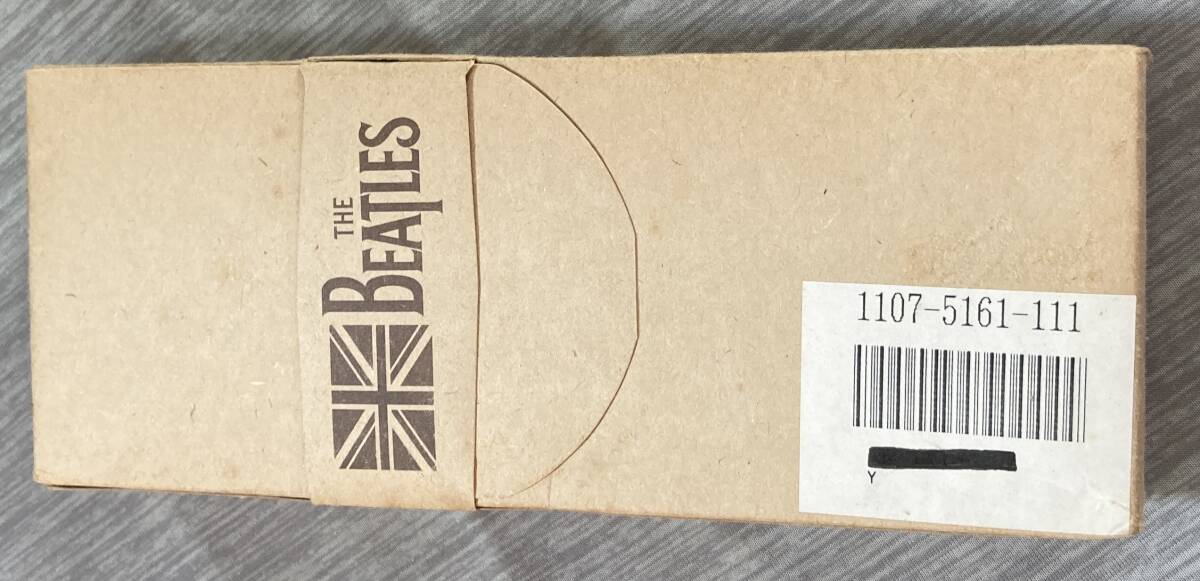 THE
BEATLES
1107-5161-111
Y